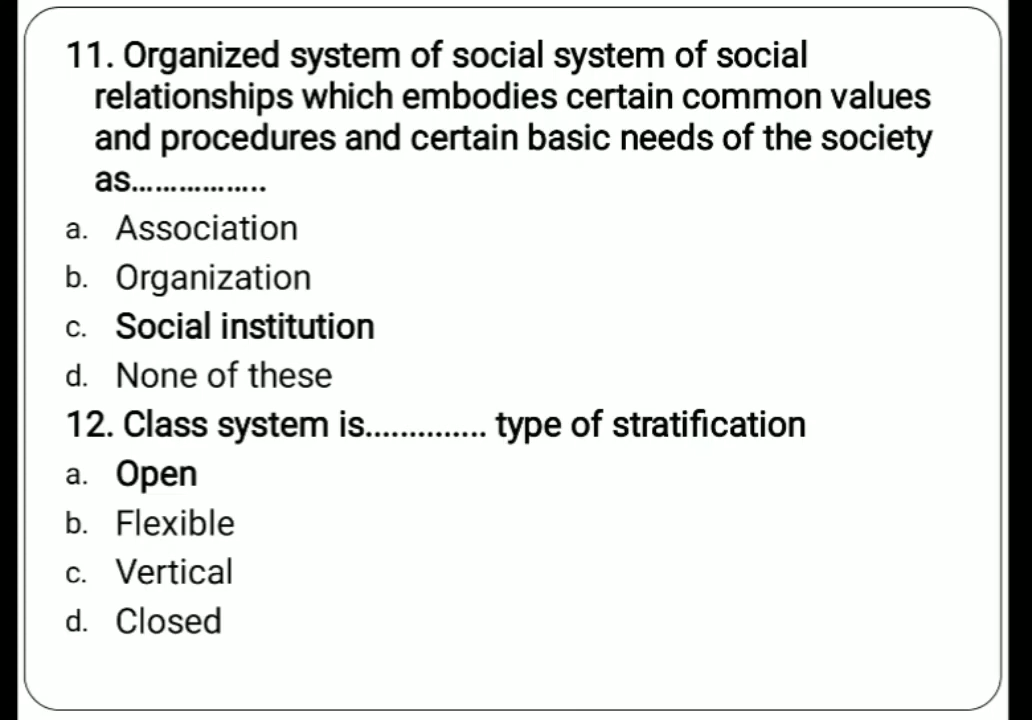 11. Organized system of social system of social
relationships which embodies certain common values
and procedures and certain basic needs of the society
as.................
a. Association
b. Organization
c. Social institution
d. None of these
12. Class system is.............. type of stratification
a. Open
b. Flexible
c. Vertical
d. Closed